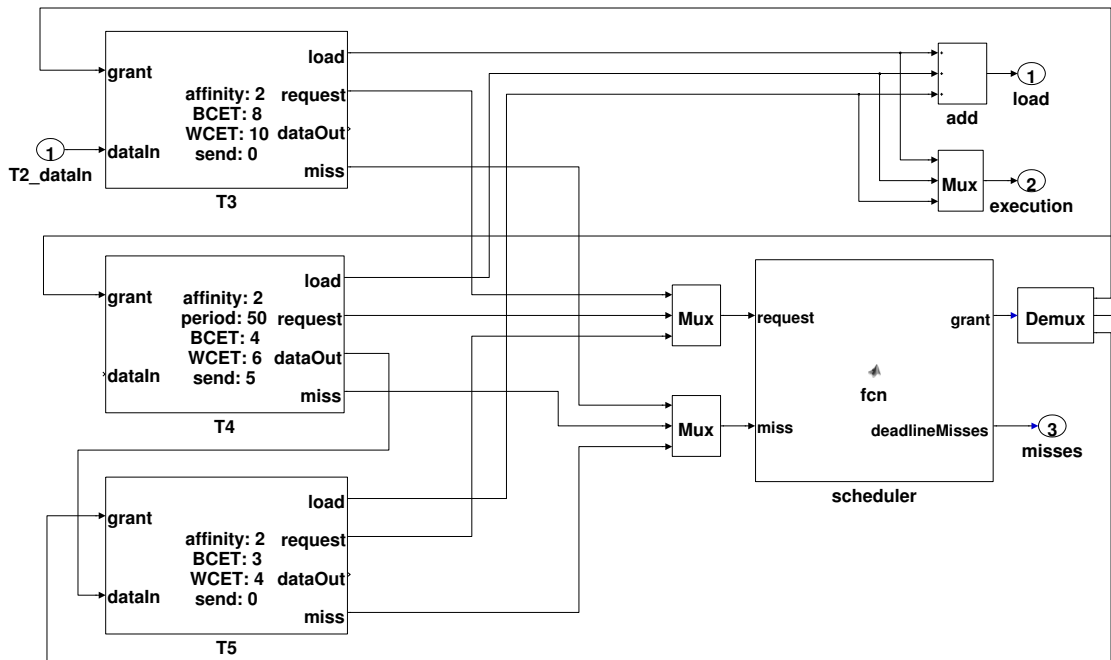 grant
dataIn
affinity: 2
BCET: 8
WCET: 10
send: 0
load
request
dataOut
miss
T3
1
T2_dataIn
add
1
load
Mux
2
execution
grant
dataIn
affinity: 2
period: 50
BCET: 4
WCET: 6
send: 5
load
request
dataOut
miss
T4
Mux
Mux
request
miss
fcn
grant
deadlineMisses
scheduler
Demux
3
misses
grant
dataIn
affinity: 2
BCET: 3
WCET: 4
send: 0
load
request
dataOut
miss
T5